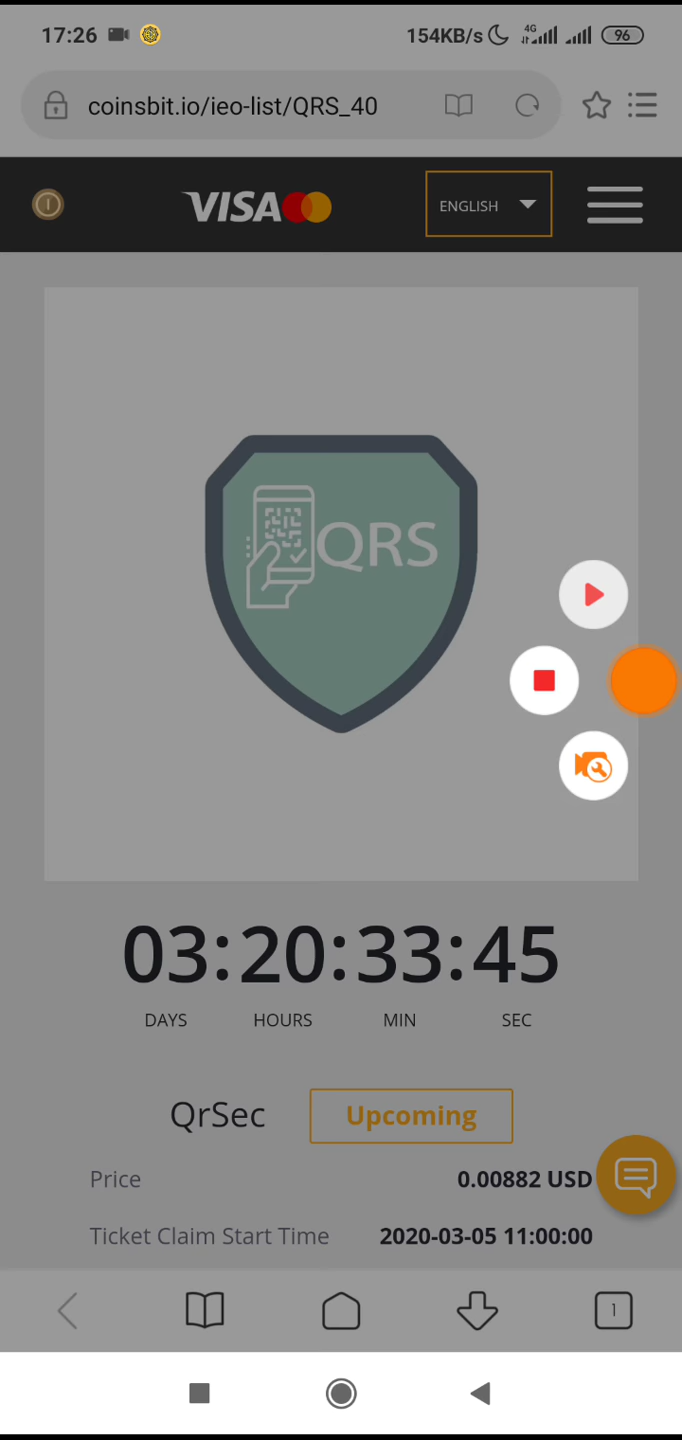 17:26 154KB/s 4G 96
coinsbit.io/ieo-list/QRS_40
VISA ENGLISH
QRS
03:20:33:45
DAYS HOURS MIN SEC
QrSec Upcoming
Price 0.00882 USD
Ticket Claim Start Time 2020-03-05 11:00:00
1